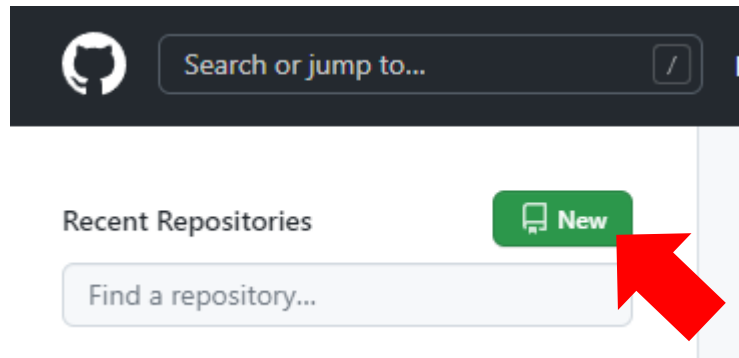 Search or jump to... /
Recent Repositories New
Find a repository...